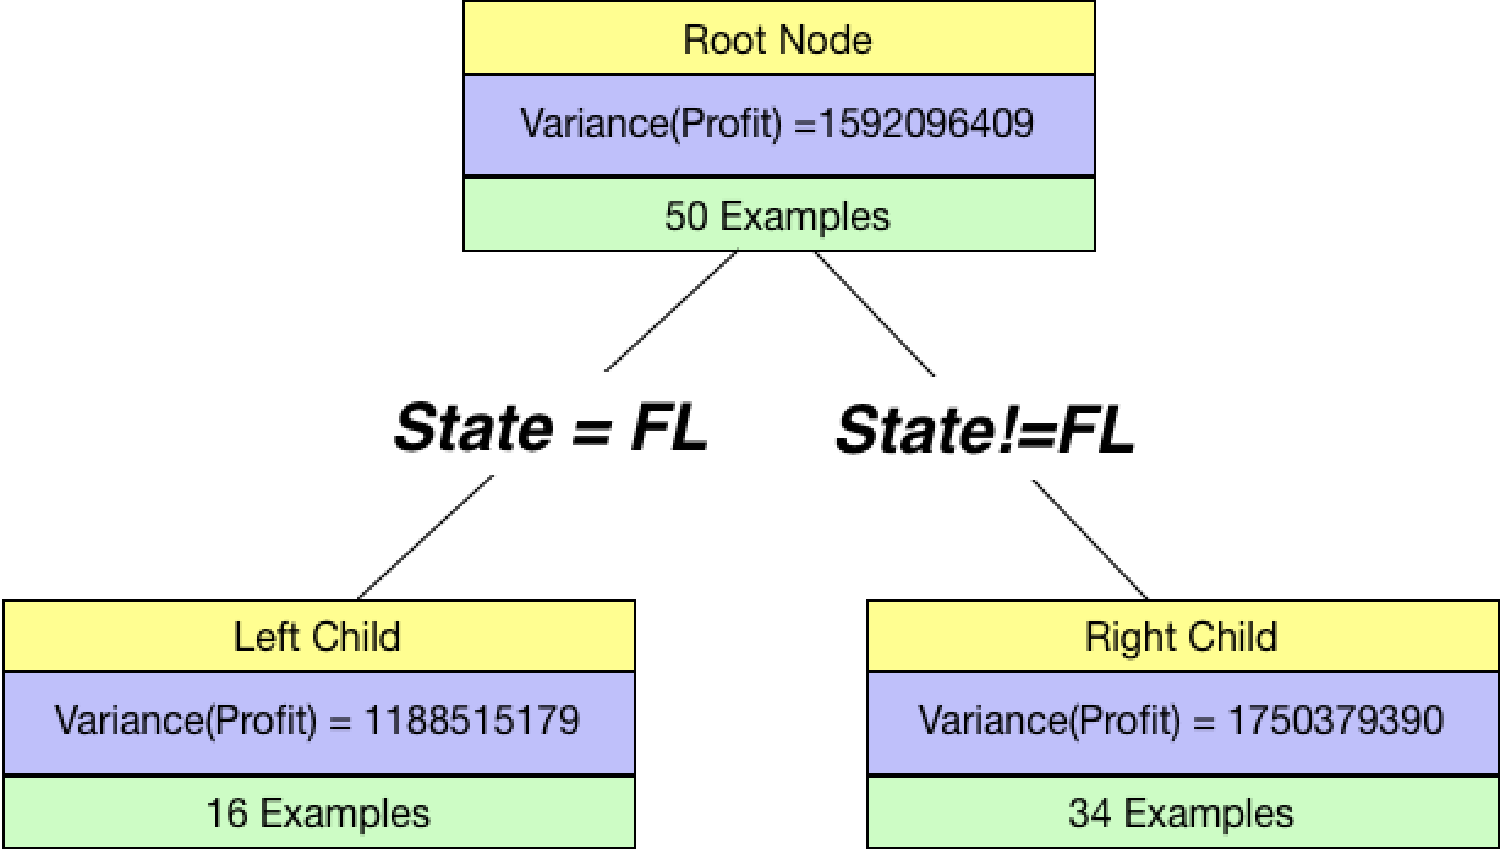 Root Node
Variance(Profit) =1592096409
50 Examples
State = FL
State!=FL
Left Child
Variance(Profit) = 1188515179
16 Examples
Right Child
Variance(Profit) = 1750379390
34 Examples